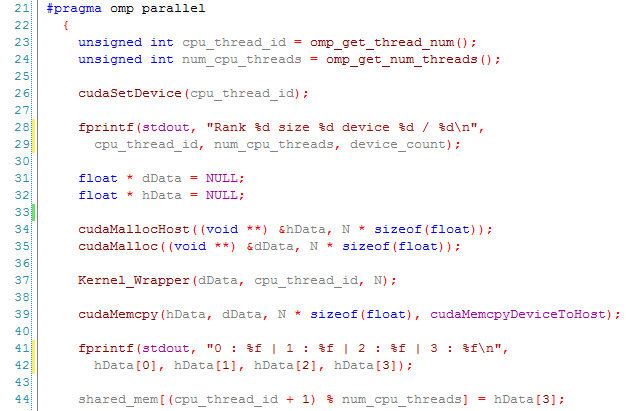 21 #pragma omp parallel
22 {
23 unsigned int cpu_thread_id = omp_get_thread_num();
24 unsigned int num_cpu_threads = omp_get_num_threads();
25
26 cudaSetDevice(cpu_thread_id);
27
28 fprintf(stdout, "Rank %d size %d device %d / %d\n",
29 cpu_thread_id, num_cpu_threads, device_count);
30
31 float * dData = NULL;
32 float * hData = NULL;
33
34 cudaMallocHost((void **) &hData, N * sizeof(float));
35 cudaMalloc((void **) &dData, N * sizeof(float));
36
37 Kernel_Wrapper(dData, cpu_thread_id, N);
38
39 cudaMemcpy(hData, dData, N * sizeof(float), cudaMemcpyDeviceToHost);
40
41 fprintf(stdout, "0 : %f | 1 : %f | 2 : %f | 3 : %f\n",
42 hData[0], hData[1], hData[2], hData[3]);
43
44 shared_mem[(cpu_thread_id + 1) % num_cpu_threads] = hData[3];